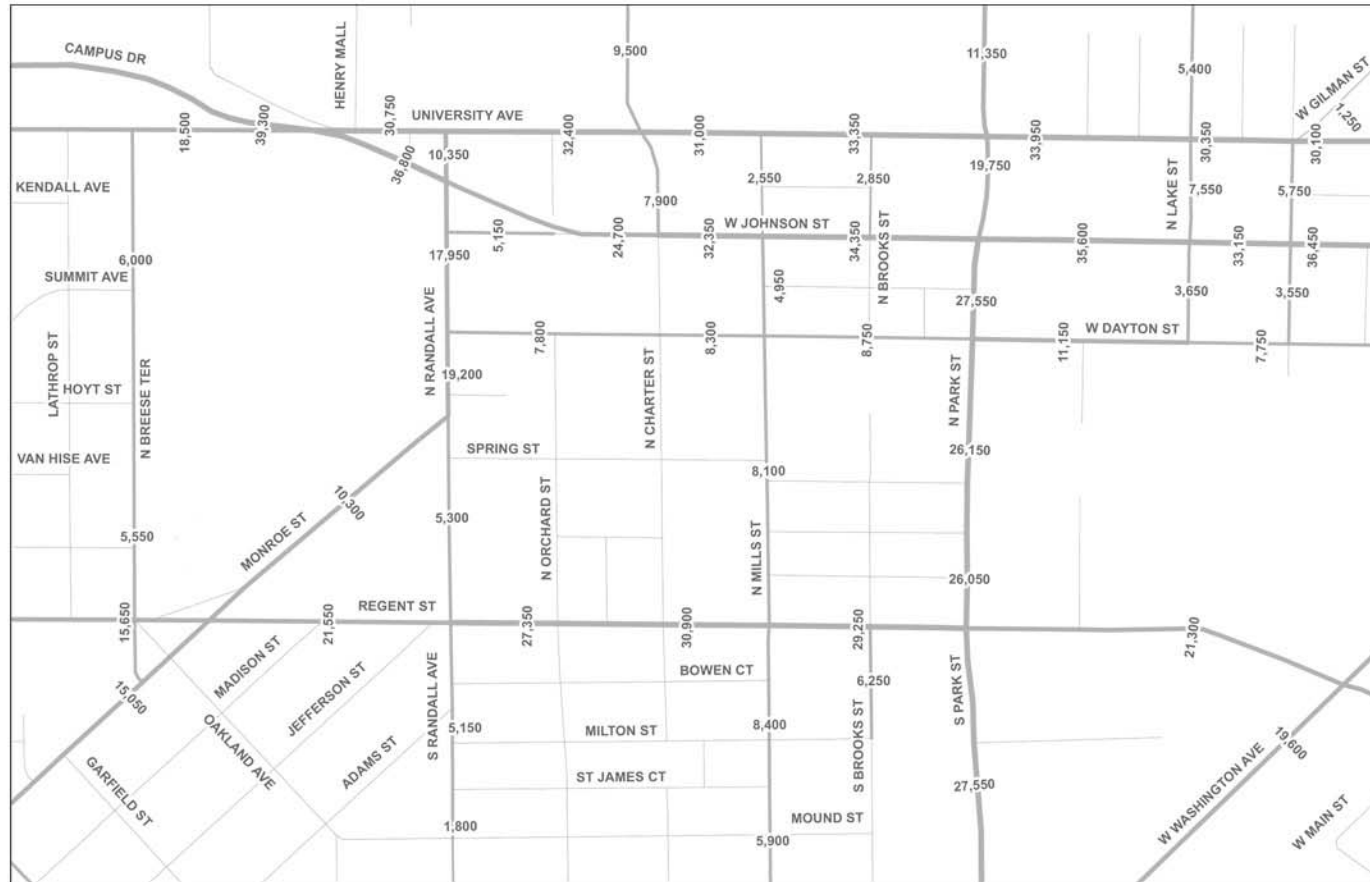 CAMPUS DR
HENRY MALL
9,500
11,350
5,400
W GILMAN ST
1,250
UNIVERSITY AVE
18,500
39,300
30,750
32,400
31,000
33,350
33,950
30,350
30,100
10,350
36,800
19,750
KENDALL AVE
2,550
2,850
7,900
N LAKE ST
7,550
5,750
W JOHNSON ST
5,150
24,700
32,350
34,350
N BROOKS ST
35,600
33,150
36,450
17,950
6,000
SUMMIT AVE
4,950
27,550
3,650
3,550
N RANDALL AVE
LATHROP ST
7,800
8,300
8,750
W DAYTON ST
11,150
7,750
19,200
HOYT ST
N BREESE TER
N CHARTER ST
N PARK ST
VAN HISE AVE
SPRING ST
8,100
26,150
10,300
MONROE ST
5,300
N ORCHARD ST
5,550
N MILLS ST
26,050
REGENT ST
15,650
21,550
27,350
30,900
29,250
21,300
MADISON ST
BOWEN CT
6,250
S PARK ST
15,050
JEFFERSON ST
OAKLAND AVE
S RANDALL AVE
5,150
MILTON ST
8,400
S BROOKS ST
19,600
GARFIELD ST
ADAMS ST
ST JAMES CT
27,550
W WASHINGTON AVE
W MAIN ST
1,800
MOUND ST
5,900